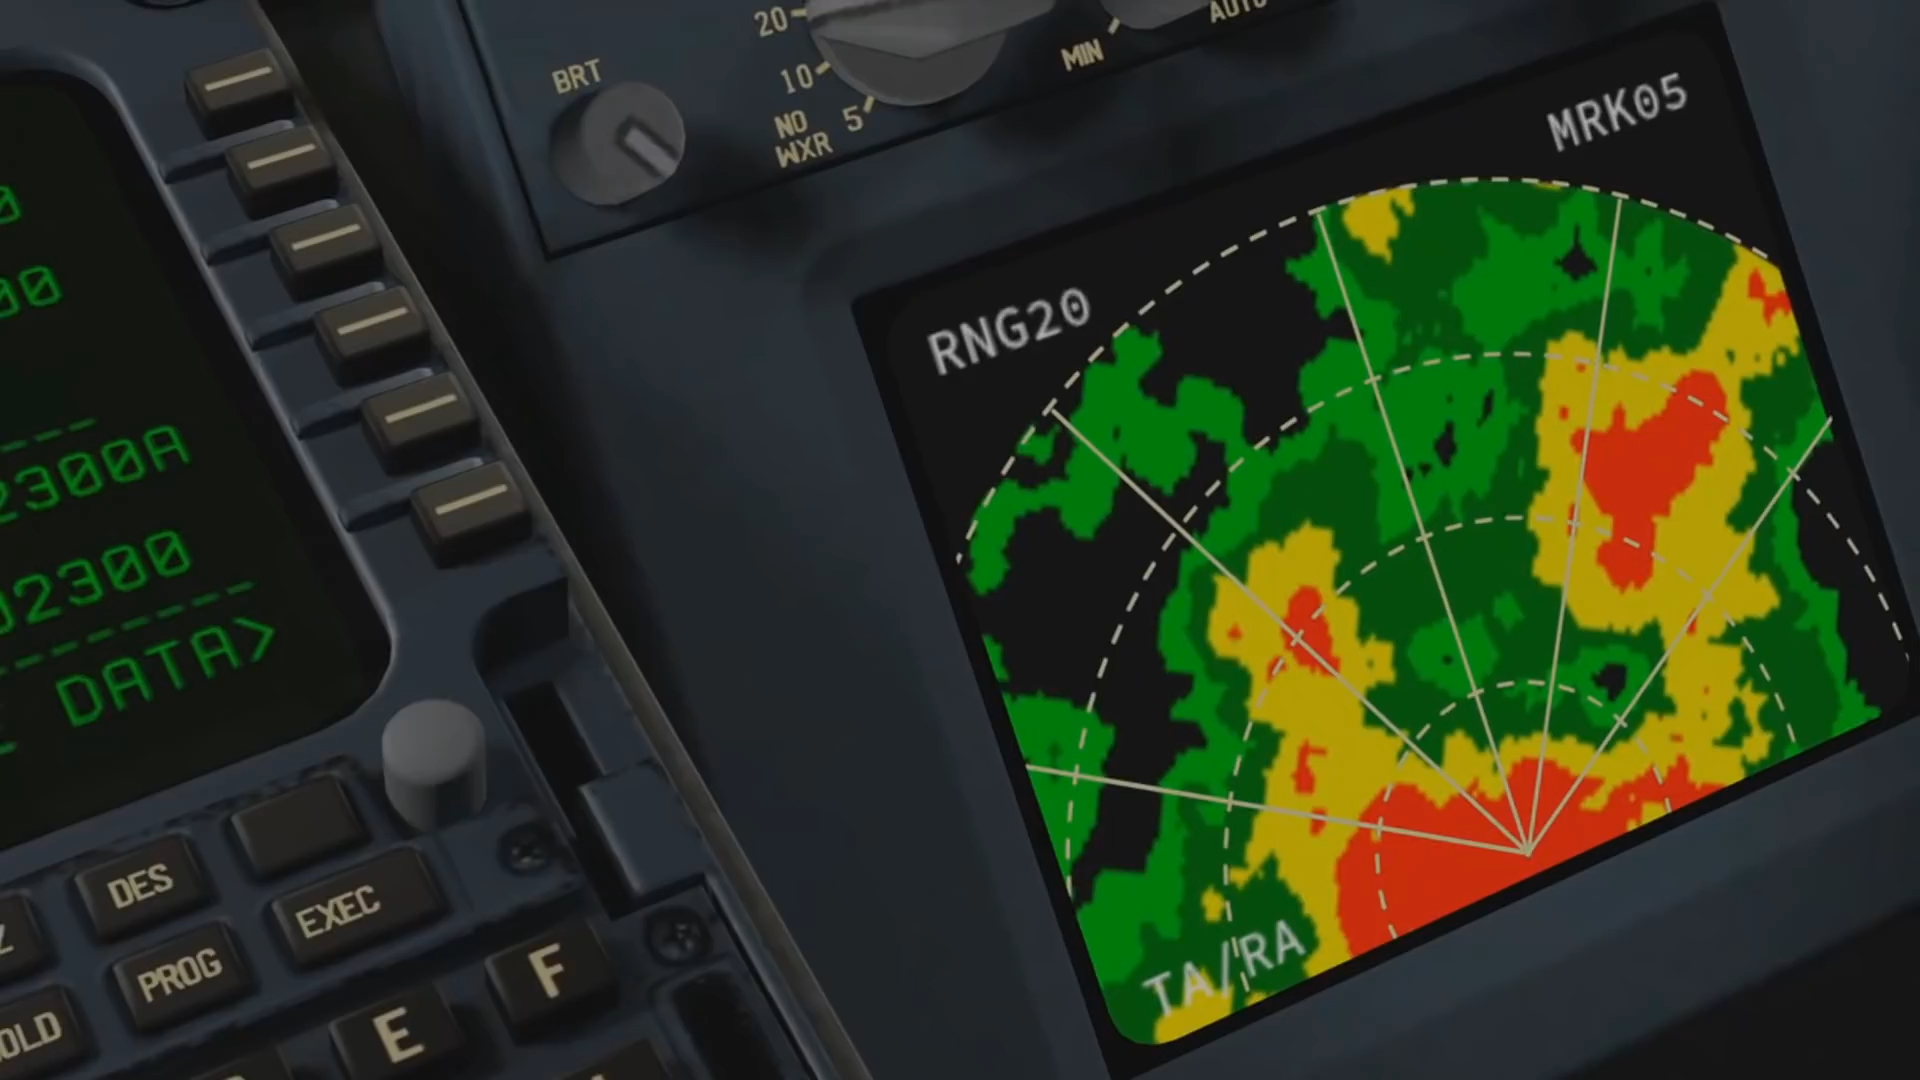 20
10
5
NO
WXR
BRT
MIN
AUTO
MRK05
RNG20
TA/RA
00
2300A
02300
DATA>
DES
EXEC
PROG
OLD
E
F